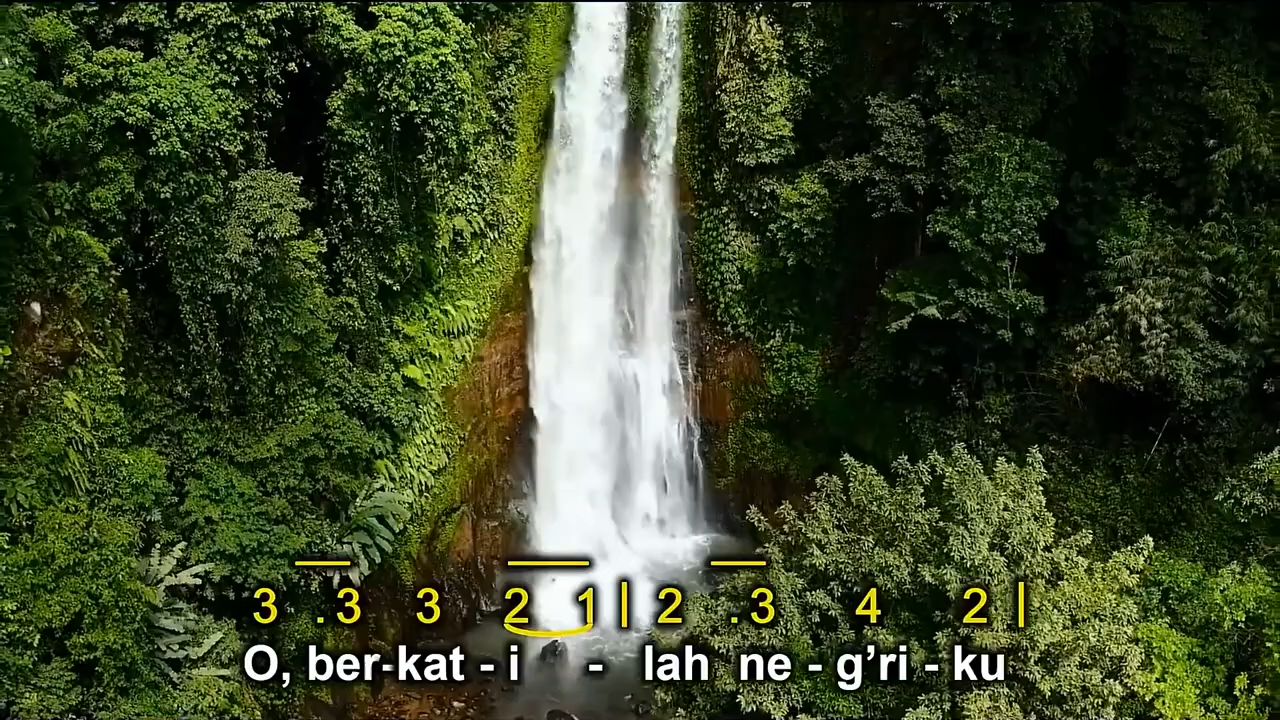 3 .3 3 2 1 | 2 .3 4 2 |
O, ber-kat - i - lah ne - g’ri - ku